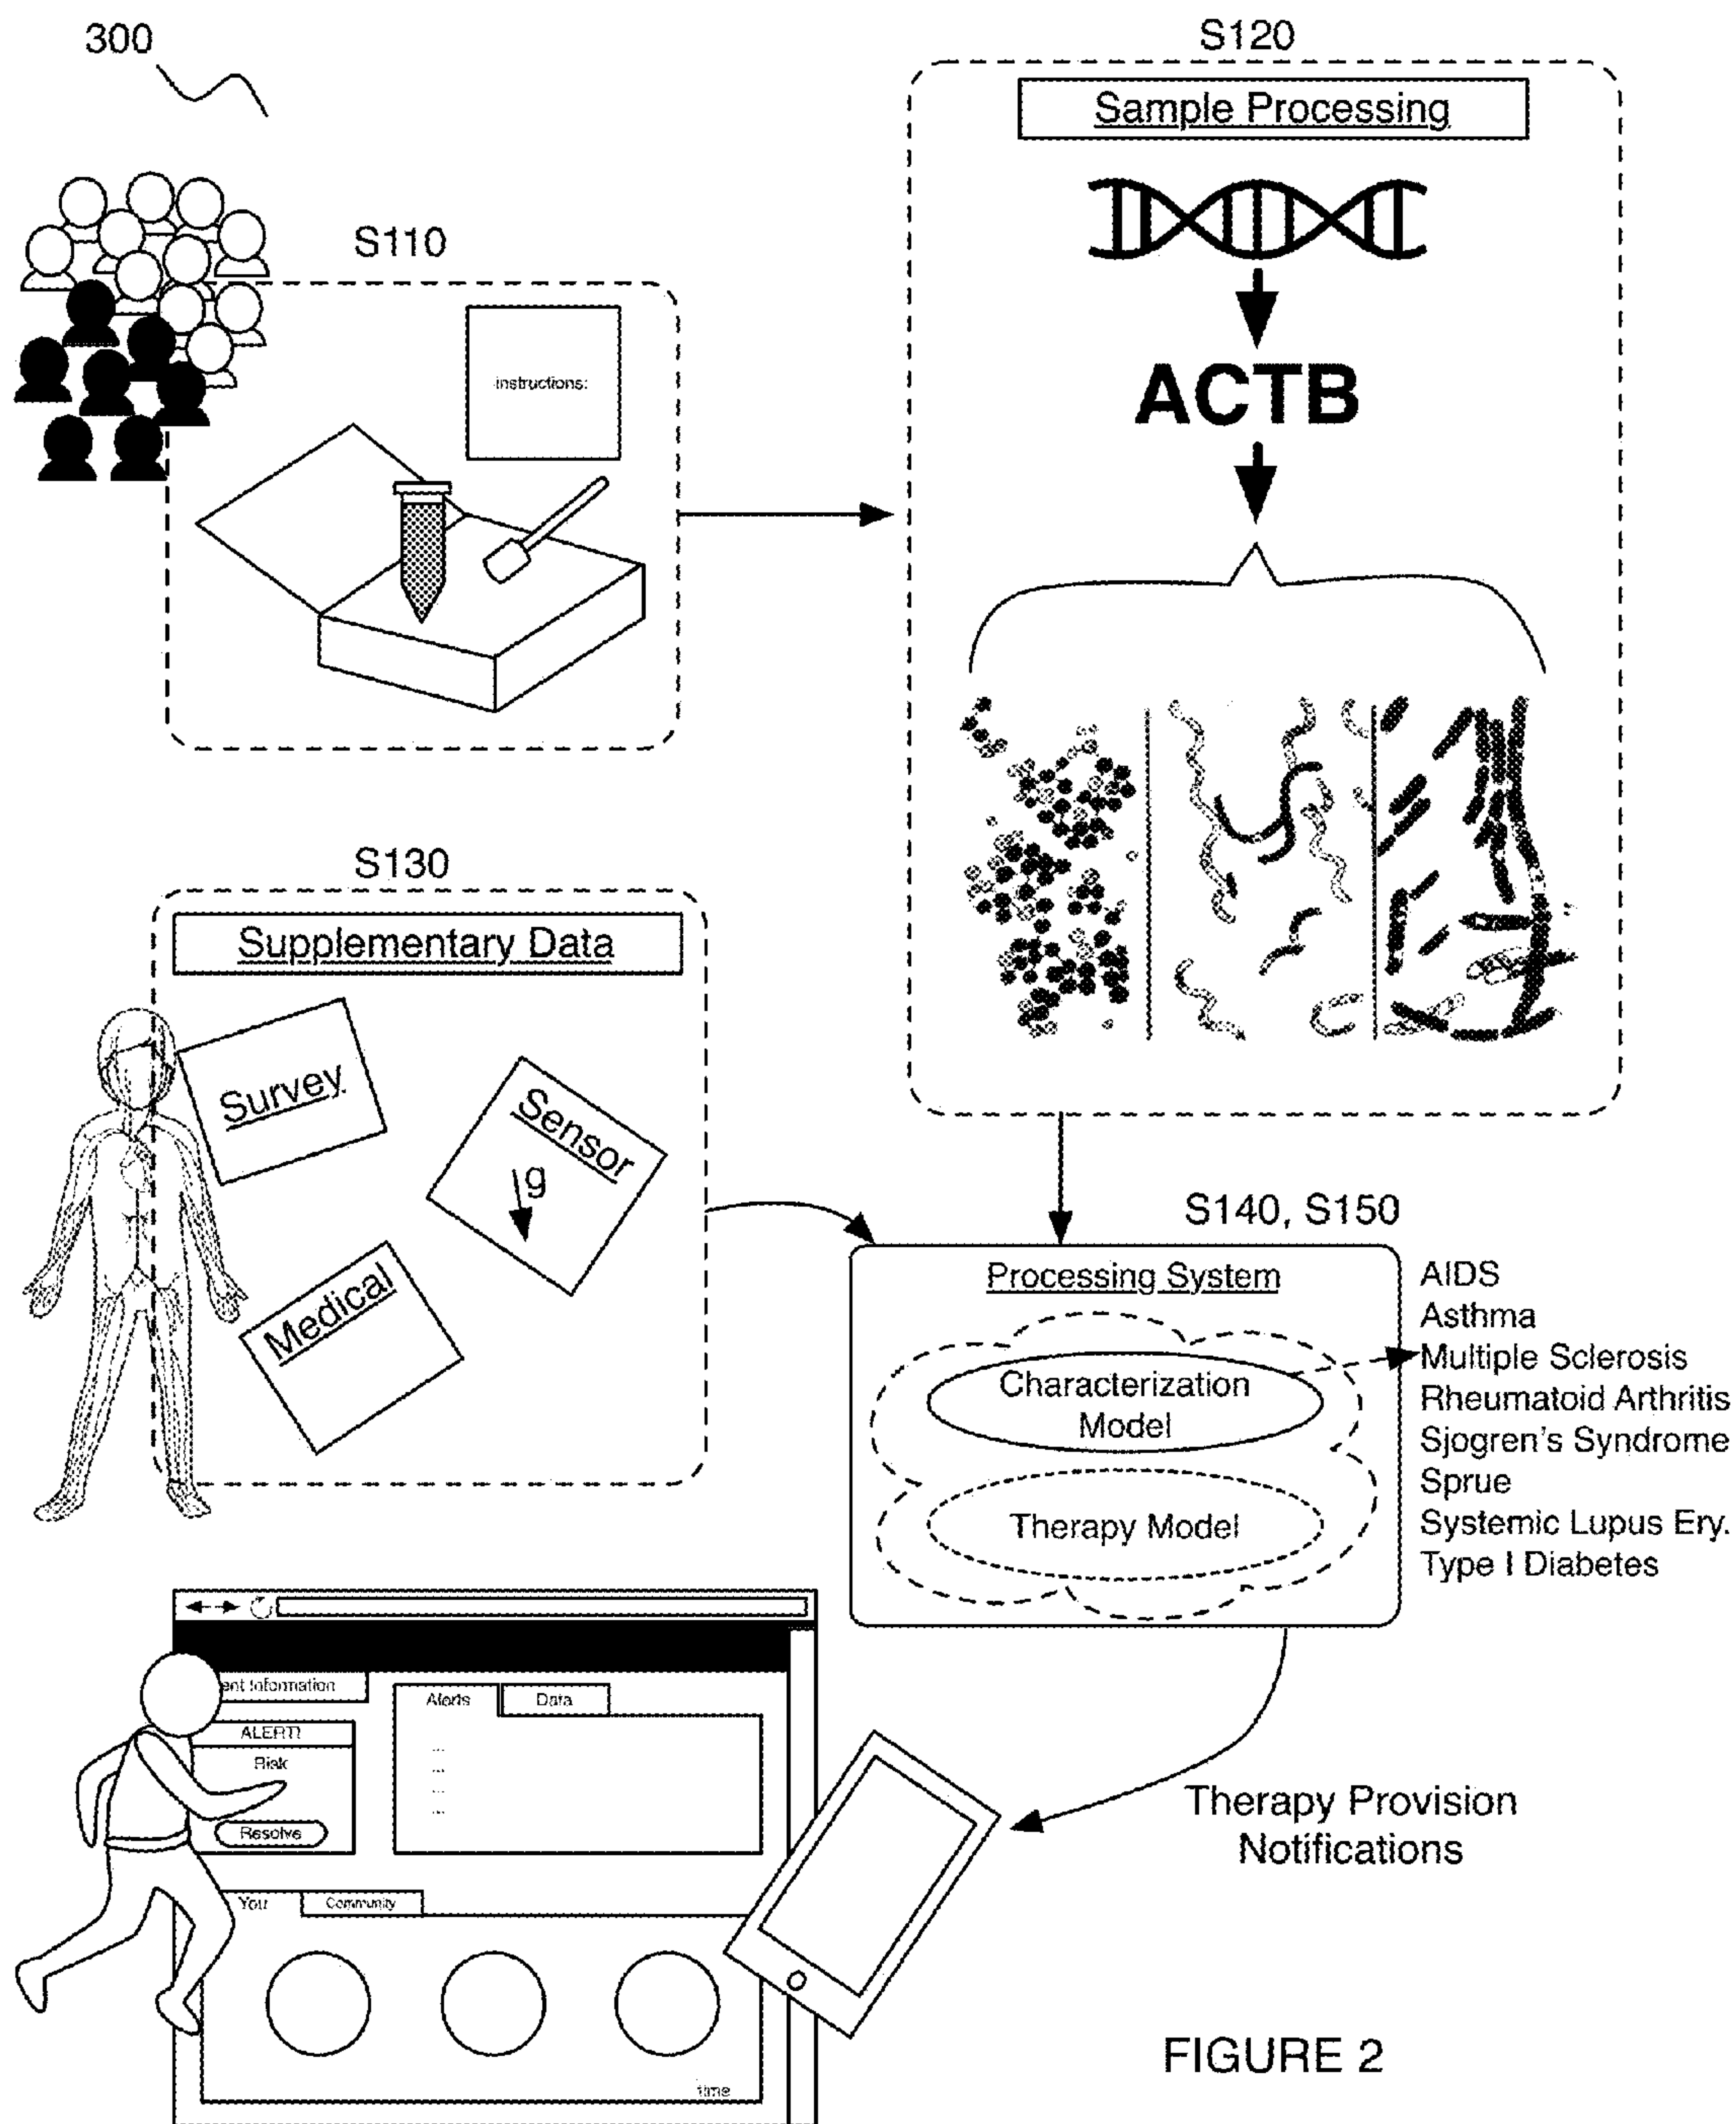 300
S110
instructions:
S120
Sample Processing
ACTB
S130
Supplementary Data
Survey
Sensor
g
Medical
S140, S150
Processing System
Characterization
Model
Therapy Model
AIDS
Asthma
Multiple Sclerosis
Rheumatoid Arthritis
Sjogren's Syndrome
Sprue
Systemic Lupus Ery.
Type I Diabetes
ent Information
ALERT!
Risk
Resolve
Alerts
Data
...
...
...
...
You
Community
time
Therapy Provision
Notifications
FIGURE 2